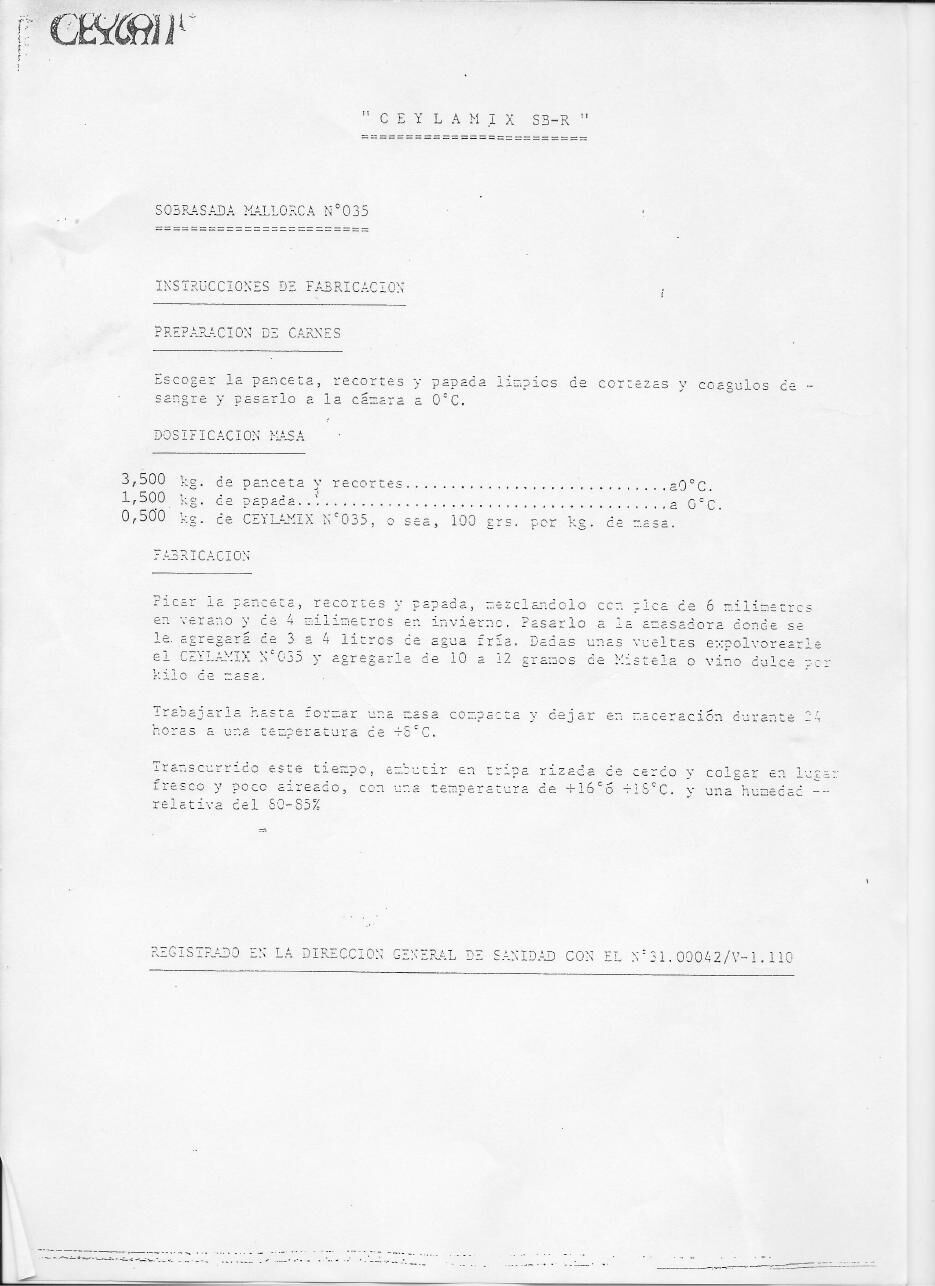 " C E Y L A M I X SB-R "
========================
SOBRASADA MALLORCA N°035
========================
INSTRUCCIONES DE FABRICACION
PREPARACION DE CARNES
Escoger la panceta, recortes y papada limpios de cortezas y coagulos de -
sangre y pasarlo a la cámara a 0°C.
DOSIFICACION MASA
3,500 kg. de panceta y recortes..............................a0°C.
1,500 kg. de papada..........................................a 0°C.
0,500 kg. de CEYLAMIX N°035, o sea, 100 grs. por kg. de masa.
FABRICACION
Picar la panceta, recortes y papada, mezclandolo con pica de 6 milimetros
en verano y de 4 milimetros en invierno. Pasarlo a la amasadora donde se
le agregará de 3 a 4 litros de agua fría. Dadas unas vueltas expolvorearle
el CEYLAMIX N°035 y agregarle de 10 a 12 gramos de Mistela o vino dulce por
kilo de masa.
Trabajarla hasta formar una masa compacta y dejar en maceración durante 24
horas a una temperatura de +8°C.
Transcurrido este tiempo, embutir en tripa rizada de cerdo y colgar en lugar
fresco y poco aireado, con una temperatura de +16°ó +18°C. y una humedad --
relativa del 80-85%
REGISTRADO EN LA DIRECCION GENERAL DE SANIDAD CON EL N°31.00042/V-1.110